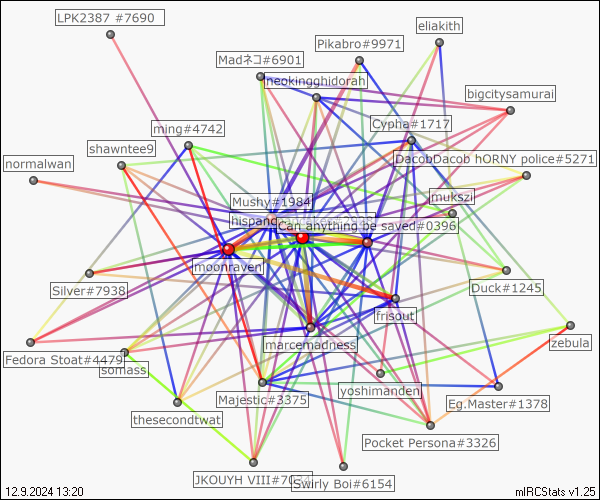 LPK2387 #7690
eliakith
Pikabro#9971
Madネコ#6901
neokingghidorah
bigcitysamurai
Cypha#1717
ming#4742
shawntee9
DacobDacob hORNY police#5271
normalwan
mukszi
Mushy#1984
hispanc
Can anything be saved#0396
moonraven
Silver#7938
Duck#1245
frisout
marcemadness
zebula
Fedora Stoat#4479
somass
yoshimanden
Majestic#3375
Eg.Master#1378
thesecondtwat
Pocket Persona#3326
JKOUYH VIII#
Swirly Boi#6154
12.9.2024 13:20
mIRCStats v1.25